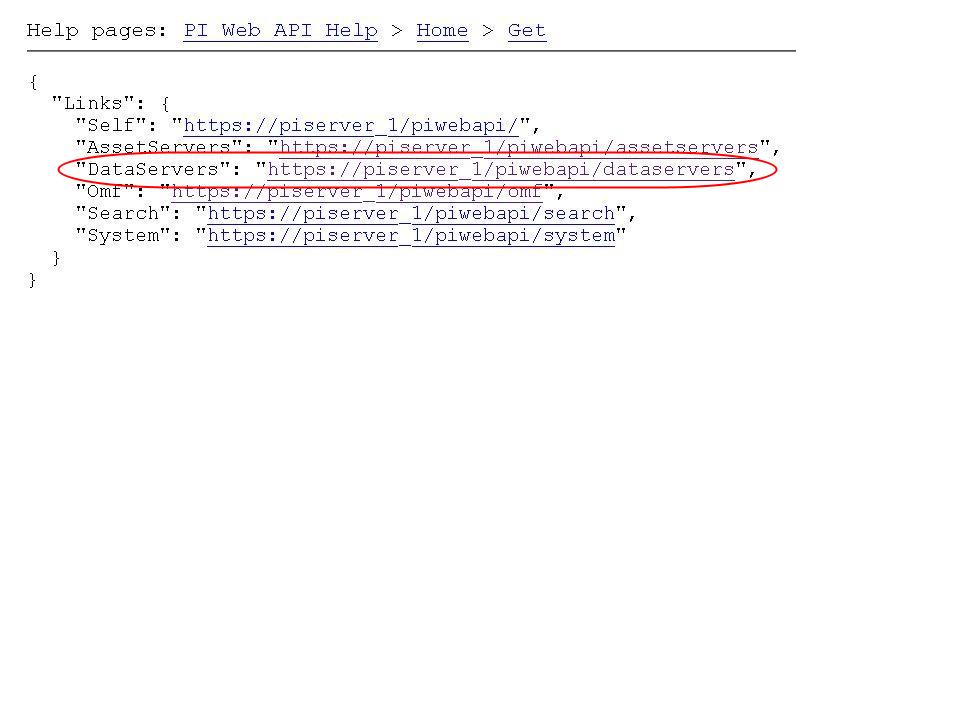 Help pages: PI Web API Help > Home > Get
{
  "Links": {
    "Self": "https://piserver_1/piwebapi/",
    "AssetServers": "https://piserver_1/piwebapi/assetservers",
    "DataServers": "https://piserver_1/piwebapi/dataservers",
    "Omf": "https://piserver_1/piwebapi/omf",
    "Search": "https://piserver_1/piwebapi/search",
    "System": "https://piserver_1/piwebapi/system"
  }
}